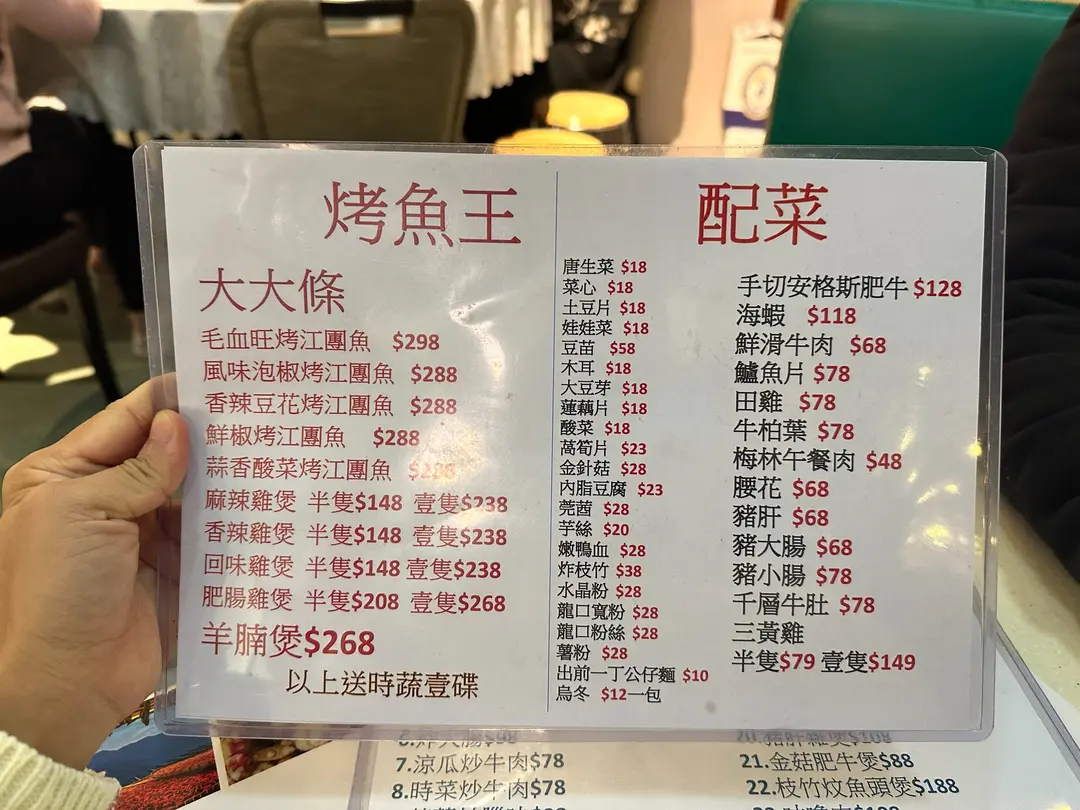 烤魚王
大大條
毛血旺烤江團魚 $298
風味泡椒烤江團魚 $288
香辣豆花烤江團魚 $288
鮮椒烤江團魚 $288
蒜香酸菜烤江團魚 $288
麻辣雞煲 半隻$148 壹隻$238
香辣雞煲 半隻$148 壹隻$238
回味雞煲 半隻$148 壹隻$238
肥腸雞煲 半隻$208 壹隻$268
羊腩煲$268
以上送時蔬壹碟
配菜
唐生菜 $18
菜心 $18
土豆片 $18
娃娃菜 $18
豆苗 $58
木耳 $18
大豆芽 $18
蓮藕片 $18
酸菜 $18
萵筍片 $23
金針菇 $28
內脂豆腐 $23
莞茜 $28
芋絲 $20
嫩鴨血 $28
炸枝竹 $38
水晶粉 $28
龍口寬粉 $28
龍口粉絲 $28
薯粉 $28
出前一丁公仔麵 $10
烏冬 $12一包
手切安格斯肥牛 $128
海蝦 $118
鮮滑牛肉 $68
鱸魚片 $78
田雞 $78
牛柏葉 $78
梅林午餐肉 $48
腰花 $68
豬肝 $68
豬大腸 $68
豬小腸 $78
千層牛肚 $78
三黃雞
半隻$79 壹隻$149
7.涼瓜炒牛肉$78
8.時菜炒牛肉$78
21.金菇肥牛煲$88
22.枝竹炆魚頭煲$188